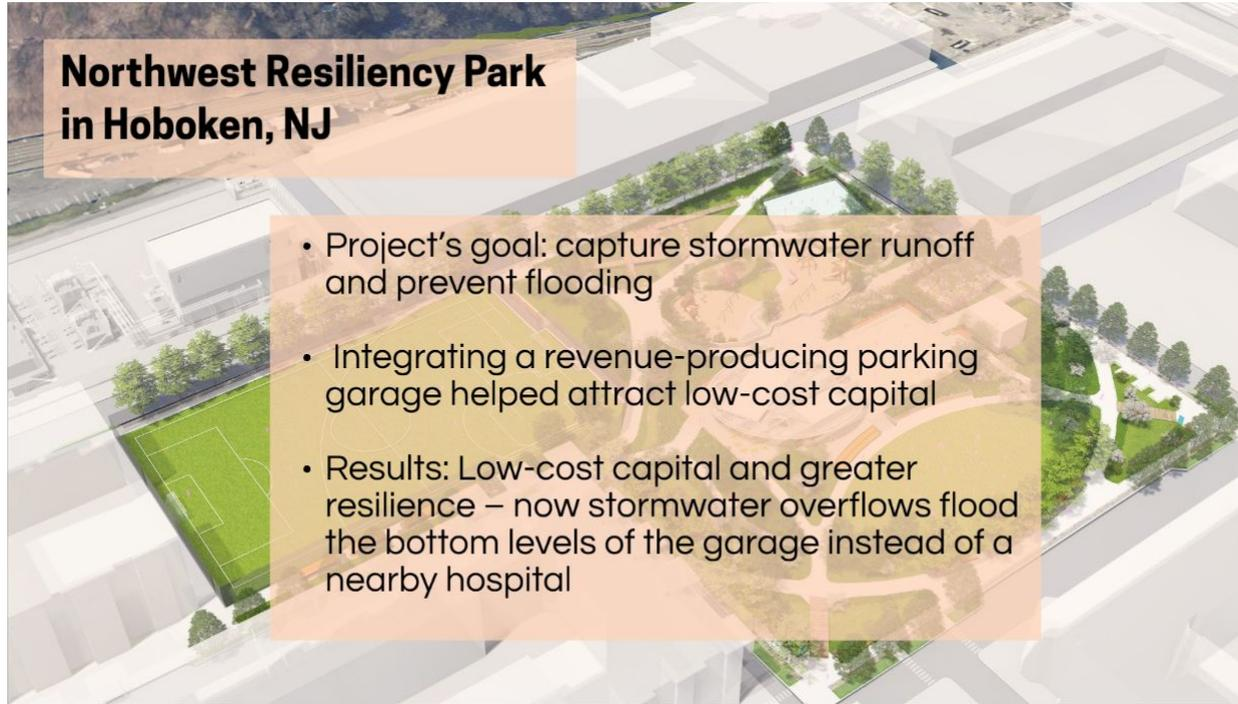 Northwest Resiliency Park
in Hoboken, NJ
• Project’s goal: capture stormwater runoff
and prevent flooding
• Integrating a revenue-producing parking
garage helped attract low-cost capital
• Results: Low-cost capital and greater
resilience – now stormwater overflows flood
the bottom levels of the garage instead of a
nearby hospital